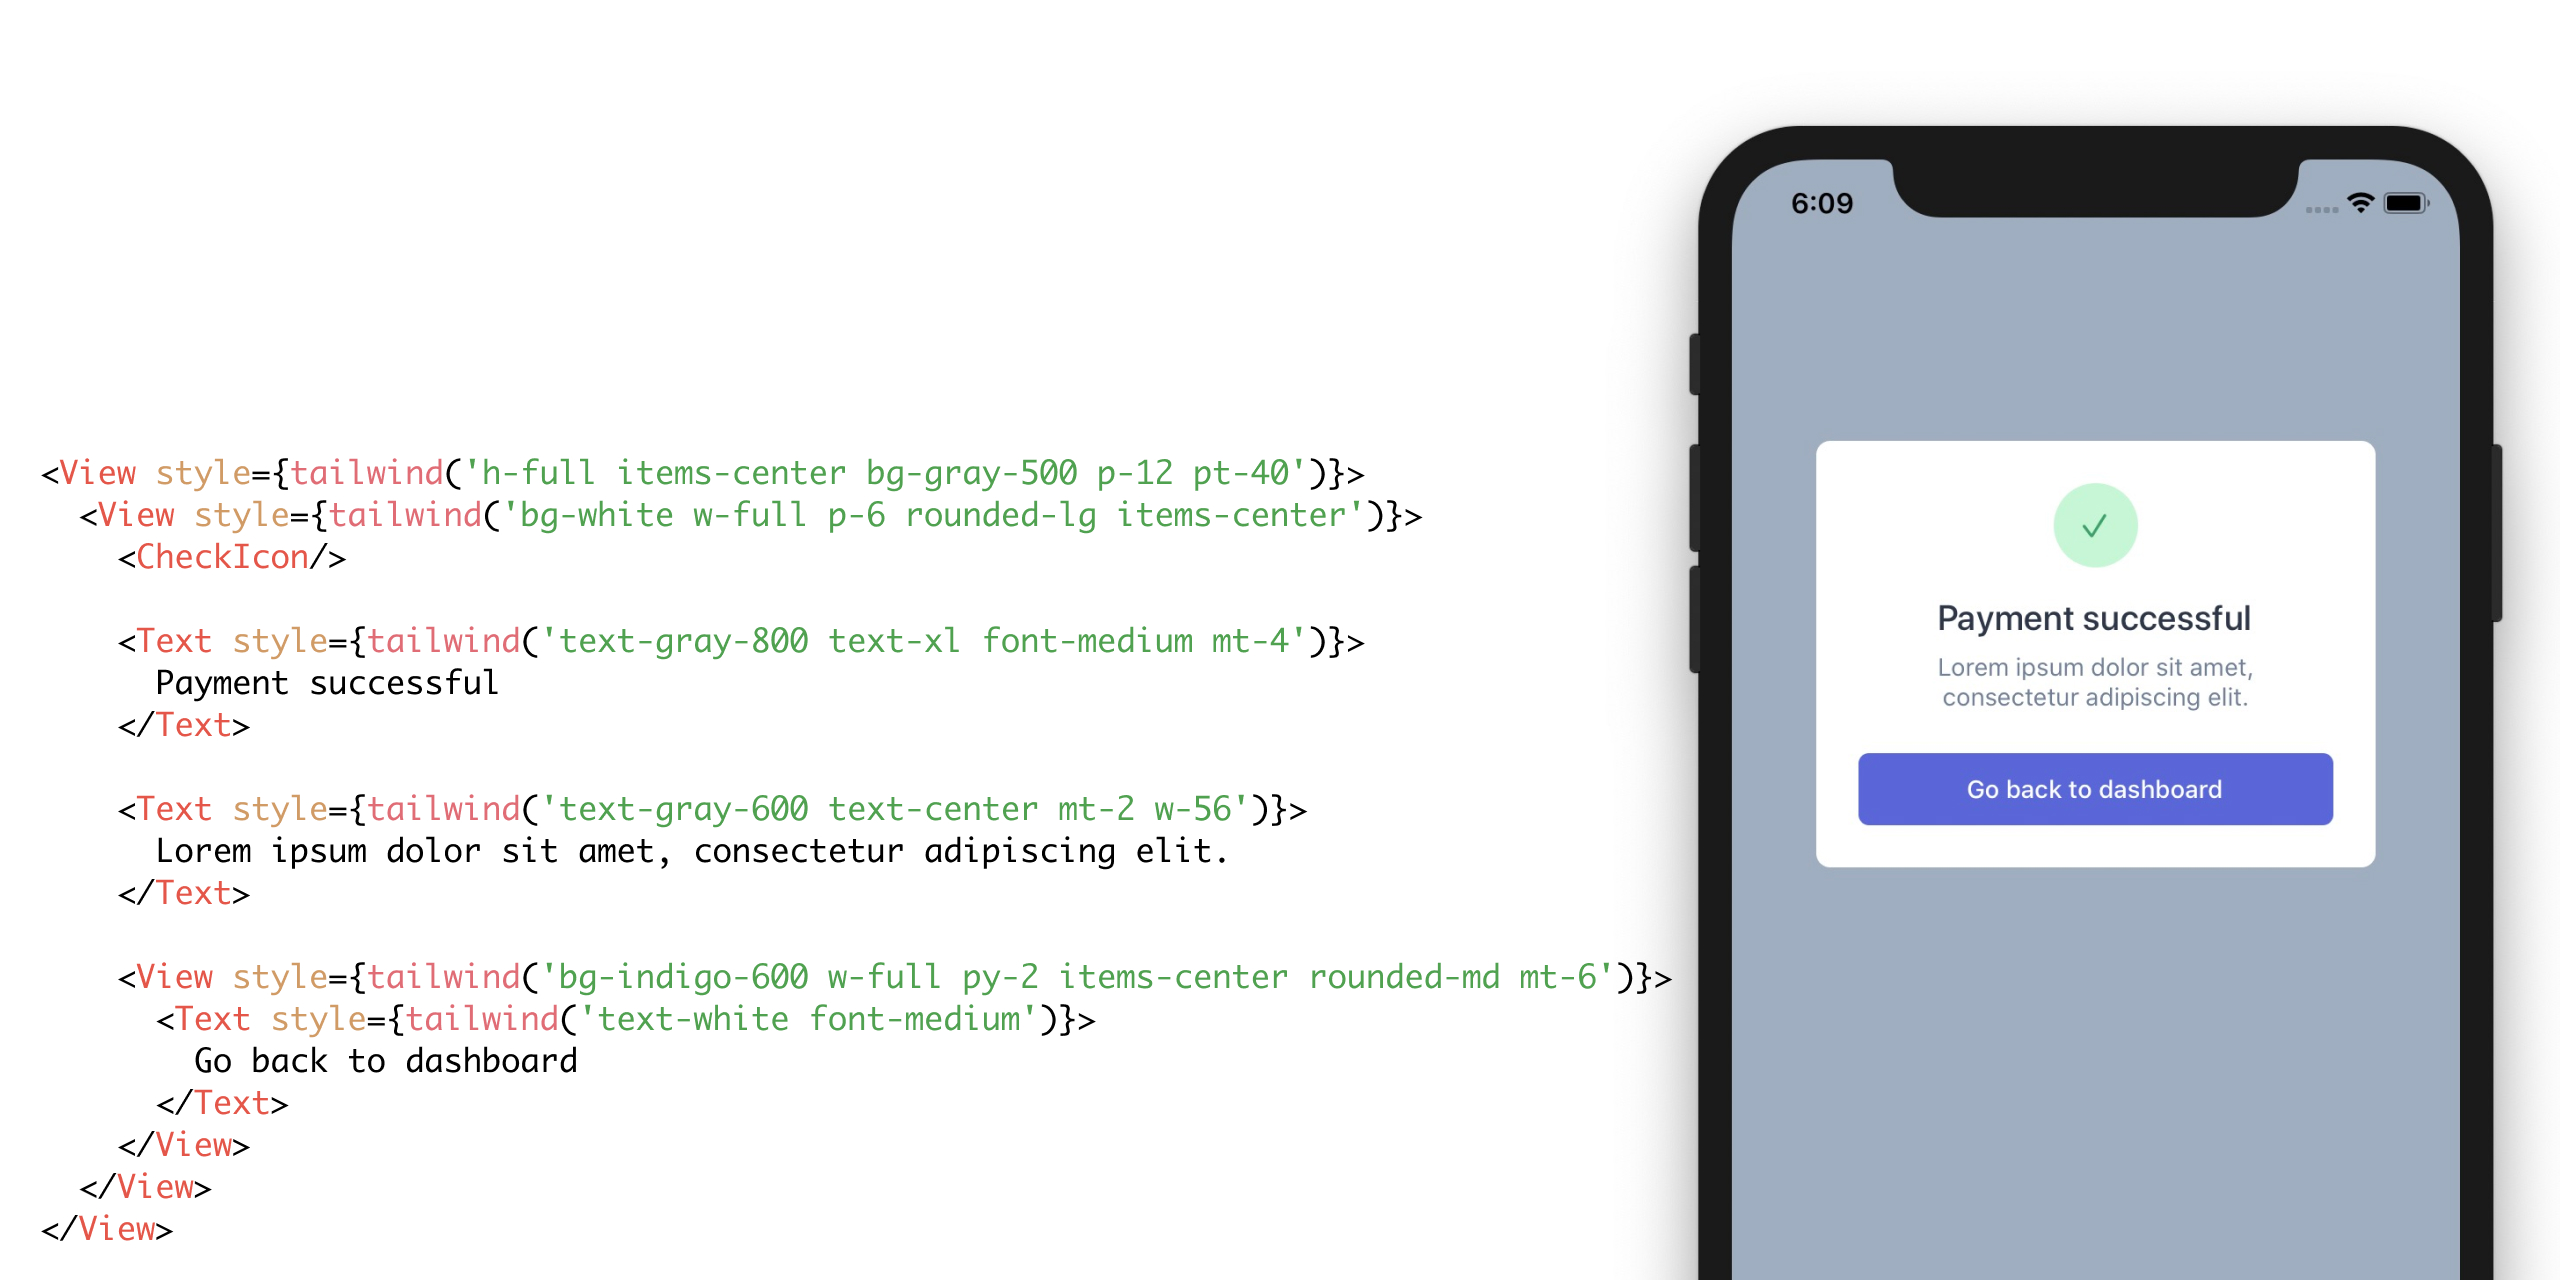 <View style={tailwind('h-full items-center bg-gray-500 p-12 pt-40')}>
  <View style={tailwind('bg-white w-full p-6 rounded-lg items-center')}>
    <CheckIcon/>
    <Text style={tailwind('text-gray-800 text-xl font-medium mt-4')}>
      Payment successful
    </Text>
    <Text style={tailwind('text-gray-600 text-center mt-2 w-56')}>
      Lorem ipsum dolor sit amet, consectetur adipiscing elit.
    </Text>
    <View style={tailwind('bg-indigo-600 w-full py-2 items-center rounded-md mt-6')}>
      <Text style={tailwind('text-white font-medium')}>
        Go back to dashboard
      </Text>
    </View>
  </View>
</View>
6:09
Payment successful
Lorem ipsum dolor sit amet,
consectetur adipiscing elit.
Go back to dashboard